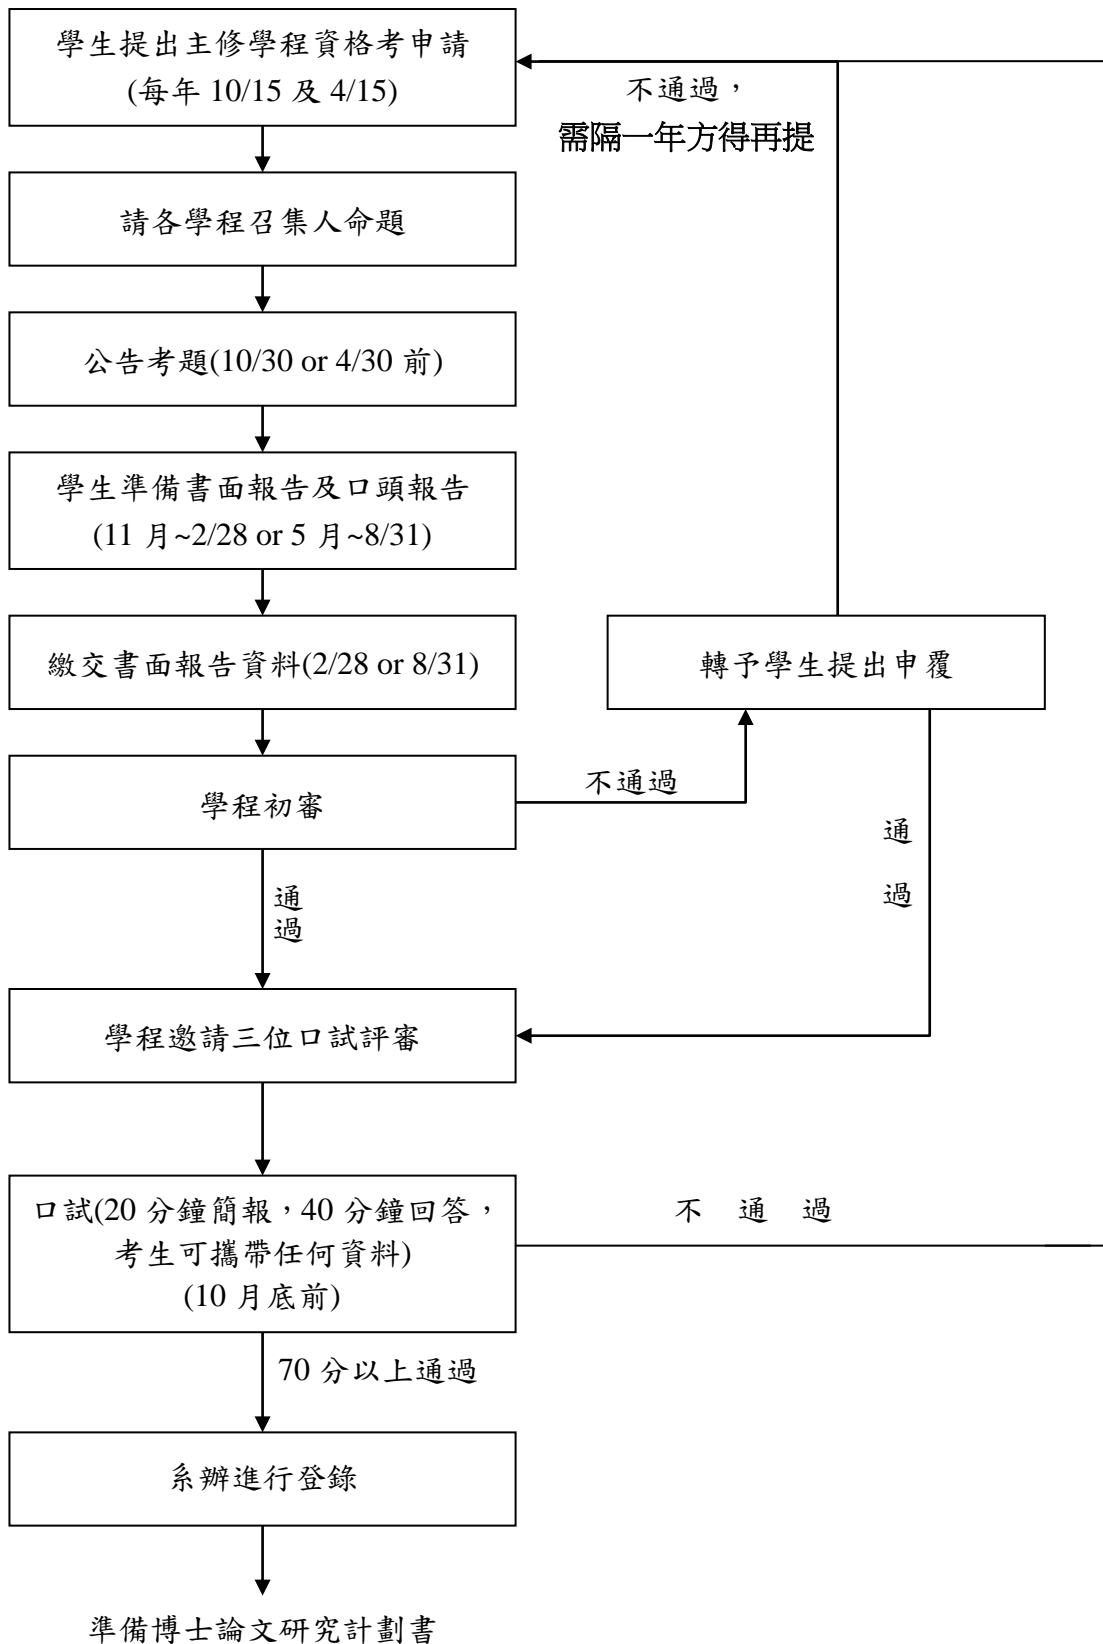 學生提出主修學程資格考申請
(每年 10/15 及 4/15)
不通過，
需隔一年方得再提
請各學程召集人命題
公告考題(10/30 or 4/30 前)
學生準備書面報告及口頭報告
(11 月~2/28 or 5 月~8/31)
繳交書面報告資料(2/28 or 8/31)
轉予學生提出申覆
學程初審
不通過
通
過
通
過
學程邀請三位口試評審
口試(20 分鐘簡報，40 分鐘回答，
考生可攜帶任何資料)
(10 月底前)
不 通 過
70 分以上通過
系辦進行登錄
準備博士論文研究計劃書